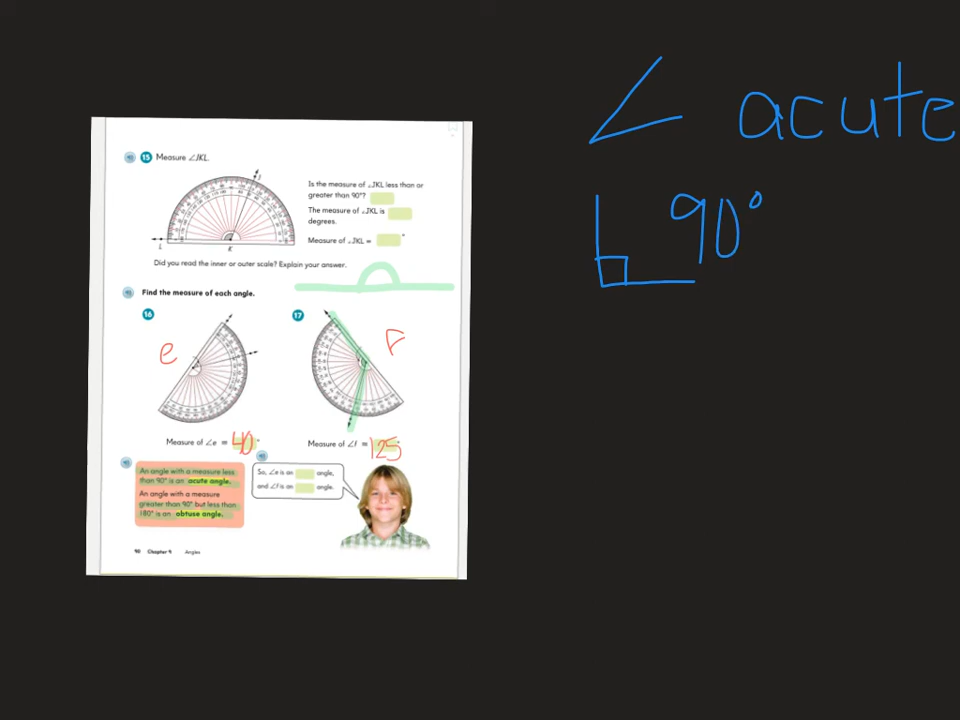 ∠ acute
90°
15 Measure ∠JKL.
Is the measure of ∠JKL less than or
greater than 90°?
The measure of ∠JKL is
degrees.
Measure of ∠JKL = °
J
L
K
Did you read the inner or outer scale? Explain your answer.
Find the measure of each angle.
16
17
e
f
Measure of ∠e = 40°
Measure of ∠f = 125°
An angle with a measure less
than 90° is an acute angle.
An angle with a measure
greater than 90° but less than
180° is an obtuse angle.
So, ∠e is an angle,
and ∠f is an angle.
90 Chapter 9 Angles